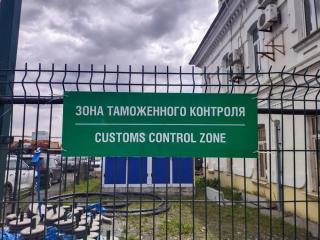 ЗОНА ТАМОЖЕННОГО КОНТРОЛЯ
CUSTOMS CONTROL ZONE